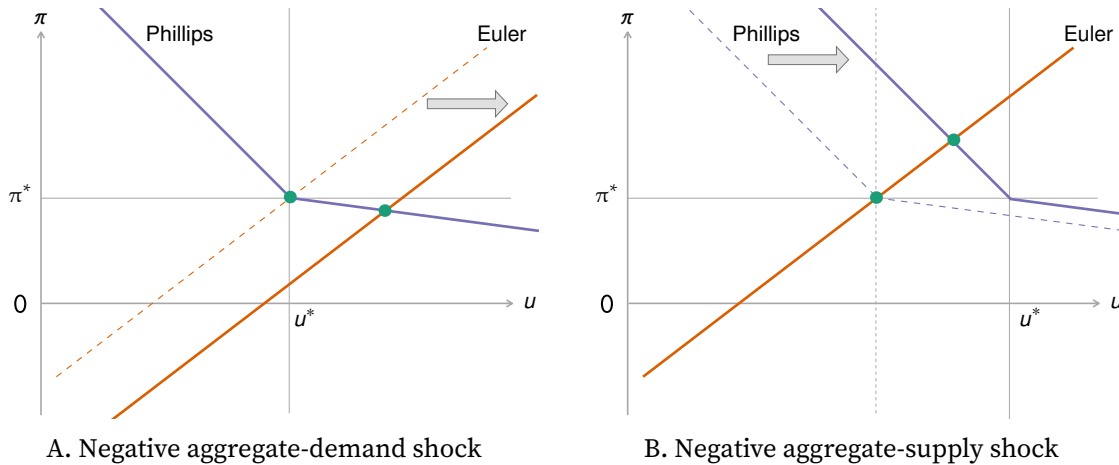 π
Phillips
Euler
π*
0
u
u*
A. Negative aggregate-demand shock
π
Phillips
Euler
π*
0
u
u*
B. Negative aggregate-supply shock